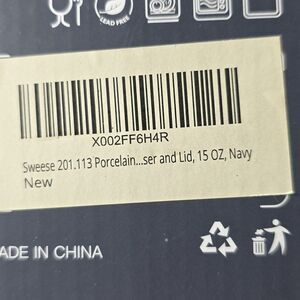 LEAD FREE
X002FF6H4R
Sweese 201.113 Porcelain...ser and Lid, 15 OZ, Navy
New
ADE IN CHINA